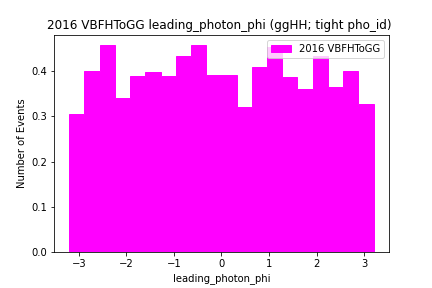 2016 VBFHToGG leading_photon_phi (ggHH; tight pho_id)
2016 VBFHToGG
Number of Events
0.4
0.3
0.2
0.1
0.0
−3 −2 −1 0 1 2 3
leading_photon_phi